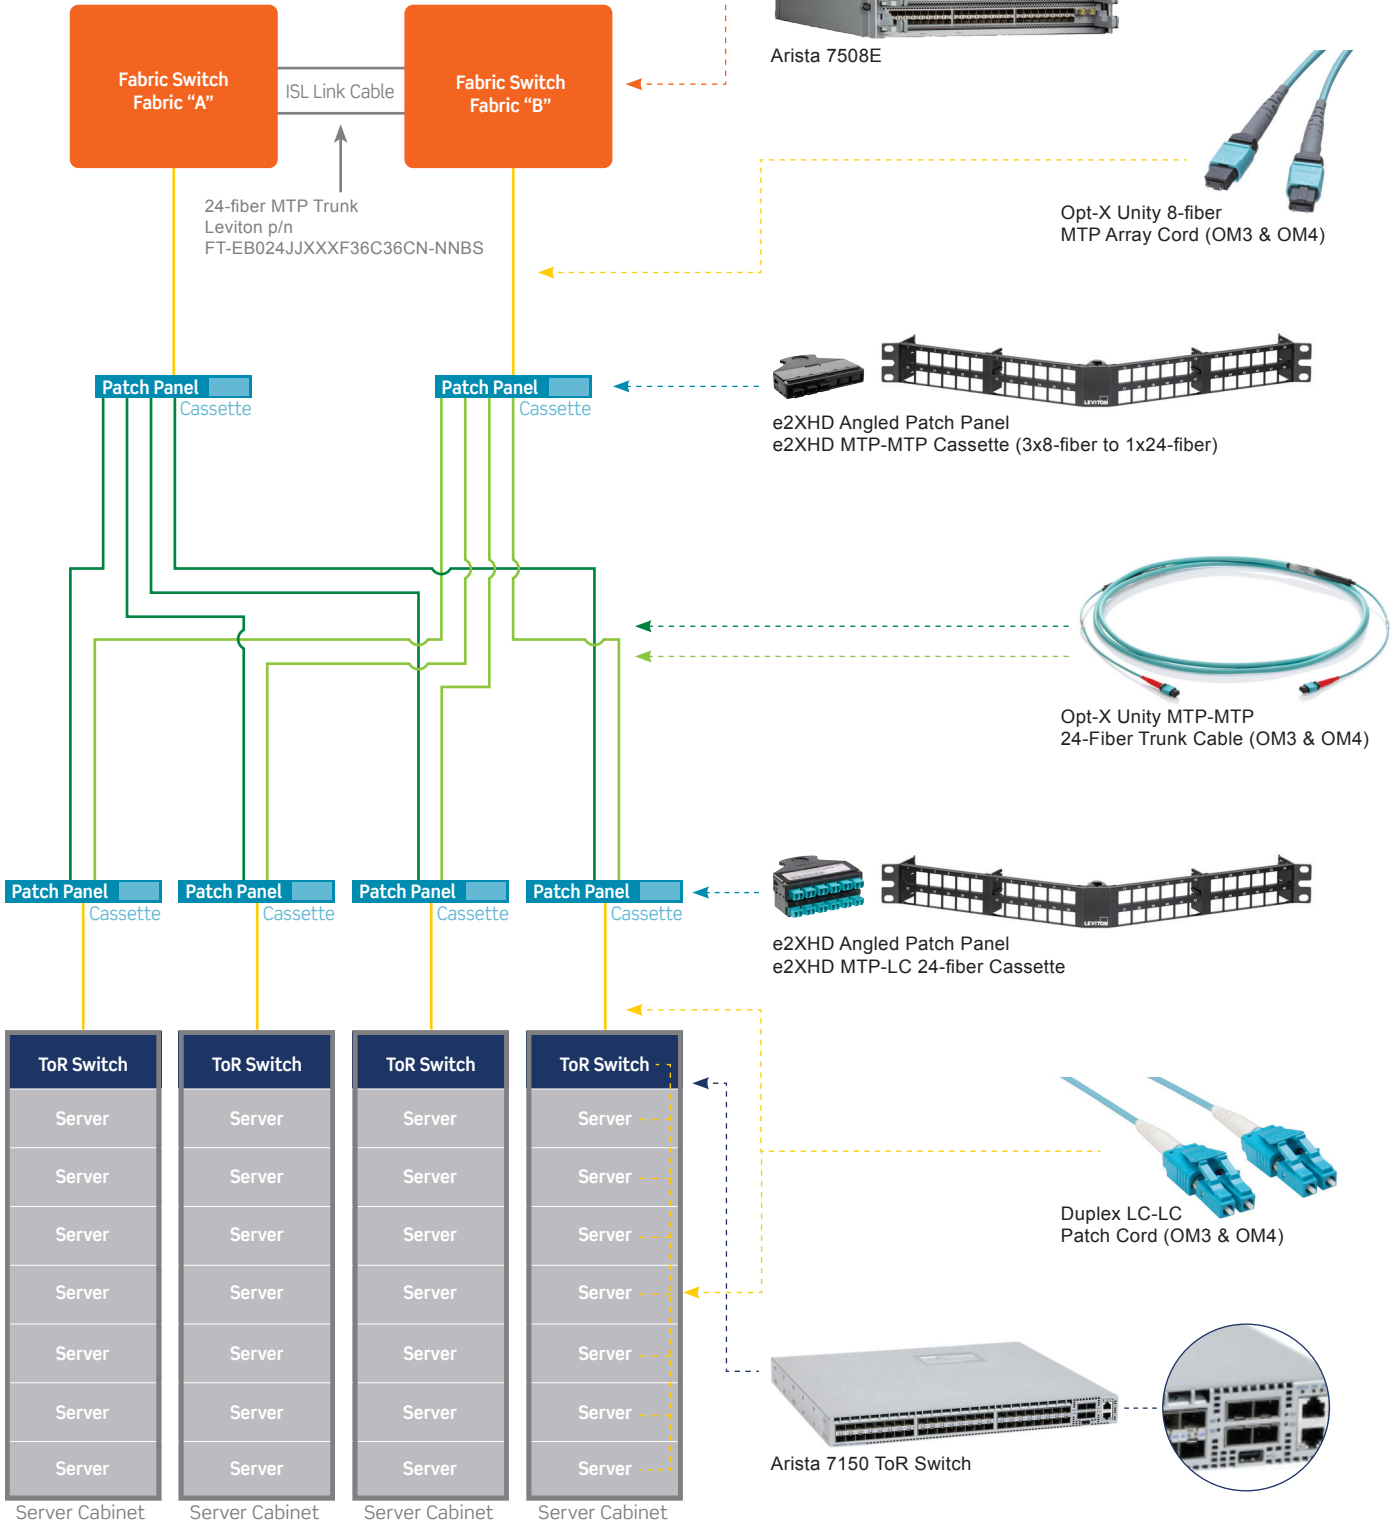 Arista 7508E
Fabric Switch
Fabric “A”
ISL Link Cable
Fabric Switch
Fabric “B”
24-fiber MTP Trunk
Leviton p/n
FT-EB024JJXXXF36C36CN-NNBS
Opt-X Unity 8-fiber
MTP Array Cord (OM3 & OM4)
Patch Panel
Cassette
Patch Panel
Cassette
LEVITON
e2XHD Angled Patch Panel
e2XHD MTP-MTP Cassette (3x8-fiber to 1x24-fiber)
Opt-X Unity MTP-MTP
24-Fiber Trunk Cable (OM3 & OM4)
Patch Panel
Cassette
Patch Panel
Cassette
Patch Panel
Cassette
Patch Panel
Cassette
LEVITON
e2XHD Angled Patch Panel
e2XHD MTP-LC 24-fiber Cassette
ToR Switch
Server
Server
Server
Server
Server
Server
Server
Server Cabinet
ToR Switch
Server
Server
Server
Server
Server
Server
Server
Server Cabinet
ToR Switch
Server
Server
Server
Server
Server
Server
Server
Server Cabinet
ToR Switch
Server
Server
Server
Server
Server
Server
Server
Server Cabinet
Duplex LC-LC
Patch Cord (OM3 & OM4)
Arista 7150 ToR Switch